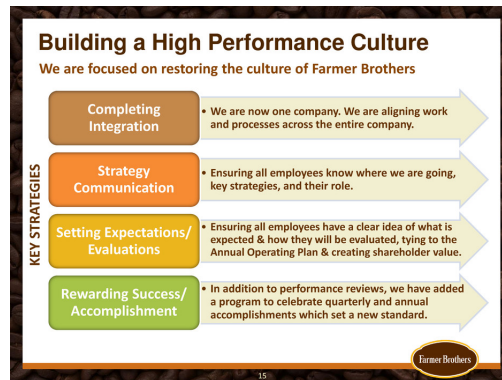 Building a High Performance Culture
We are focused on restoring the culture of Farmer Brothers
KEY STRATEGIES
Completing
Integration
• We are now one company. We are aligning work
and processes across the entire company.
Strategy
Communication
• Ensuring all employees know where we are going,
key strategies, and their role.
Setting Expectations/
Evaluations
• Ensuring all employees have a clear idea of what is
expected & how they will be evaluated, tying to the
Annual Operating Plan & creating shareholder value.
Rewarding Success/
Accomplishment
• In addition to performance reviews, we have added
a program to celebrate quarterly and annual
accomplishments which set a new standard.
Farmer Brothers
15